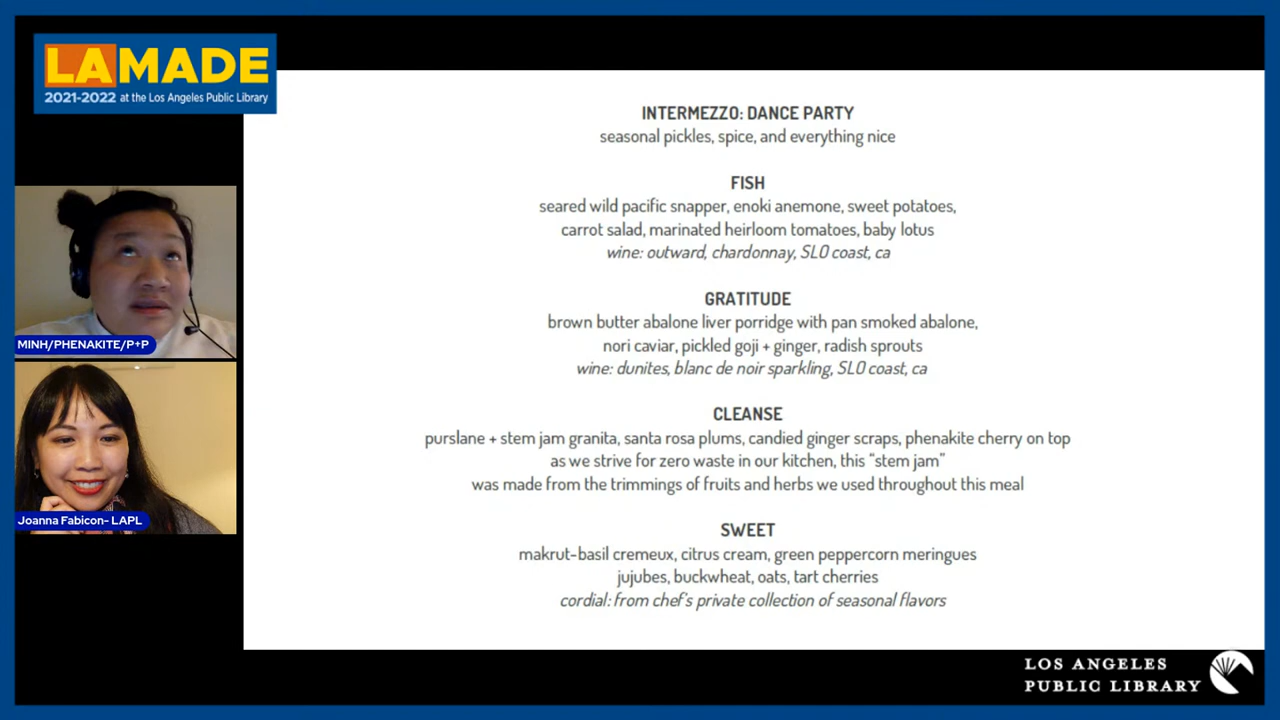 LAMADE
2021-2022 at the Los Angeles Public Library
INTERMEZZO: DANCE PARTY
seasonal pickles, spice, and everything nice
FISH
seared wild pacific snapper, enoki anemone, sweet potatoes,
carrot salad, marinated heirloom tomatoes, baby lotus
wine: outward, chardonnay, SLO coast, ca
GRATITUDE
brown butter abalone liver porridge with pan smoked abalone,
nori caviar, pickled goji + ginger, radish sprouts
wine: dunites, blanc de noir sparkling, SLO coast, ca
CLEANSE
purslane + stem jam granita, santa rosa plums, candied ginger scraps, phenakite cherry on top
as we strive for zero waste in our kitchen, this “stem jam”
was made from the trimmings of fruits and herbs we used throughout this meal
SWEET
makrut-basil cremeux, citrus cream, green peppercorn meringues
jujubes, buckwheat, oats, tart cherries
cordial: from chef's private collection of seasonal flavors
MINH/PHENAKITE/P+P
Joanna Fabicon- LAPL
LOS ANGELES
PUBLIC LIBRARY